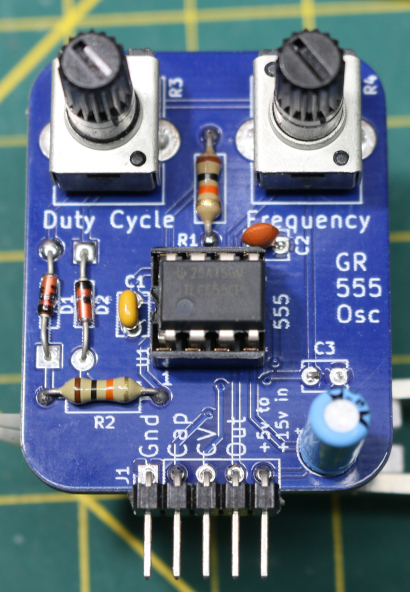 R3
R4
Duty Cycle
Frequency
R1
C2
GR
555
Osc
D1
D2
C1
555
U1
C3
R2
J1
Gnd
Cap
CV
Out
+5v to
+15v in